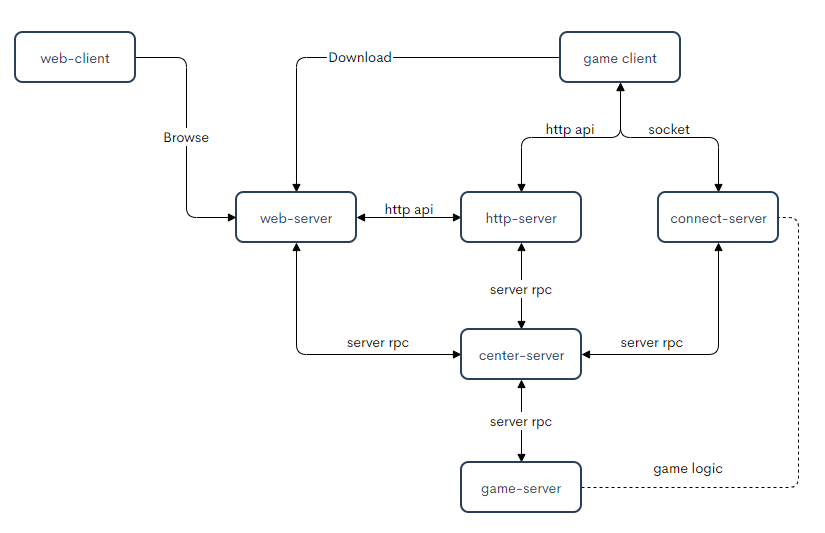 web-client
Download
game client
Browse
http api
socket
web-server
http api
http-server
connect-server
server rpc
server rpc
center-server
server rpc
server rpc
game logic
game-server